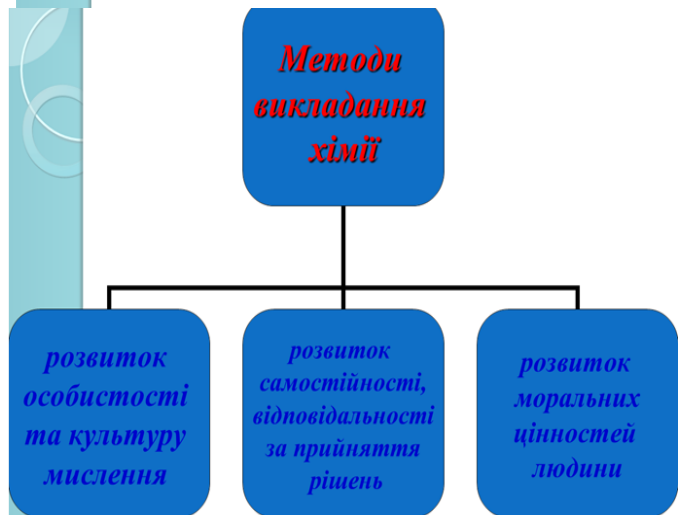 Методи
викладання
хімії
розвиток
особистості
та культуру
мислення
розвиток
самостійності,
відповідальності
за прийняття
рішень
розвиток
моральних
цінностей
людини